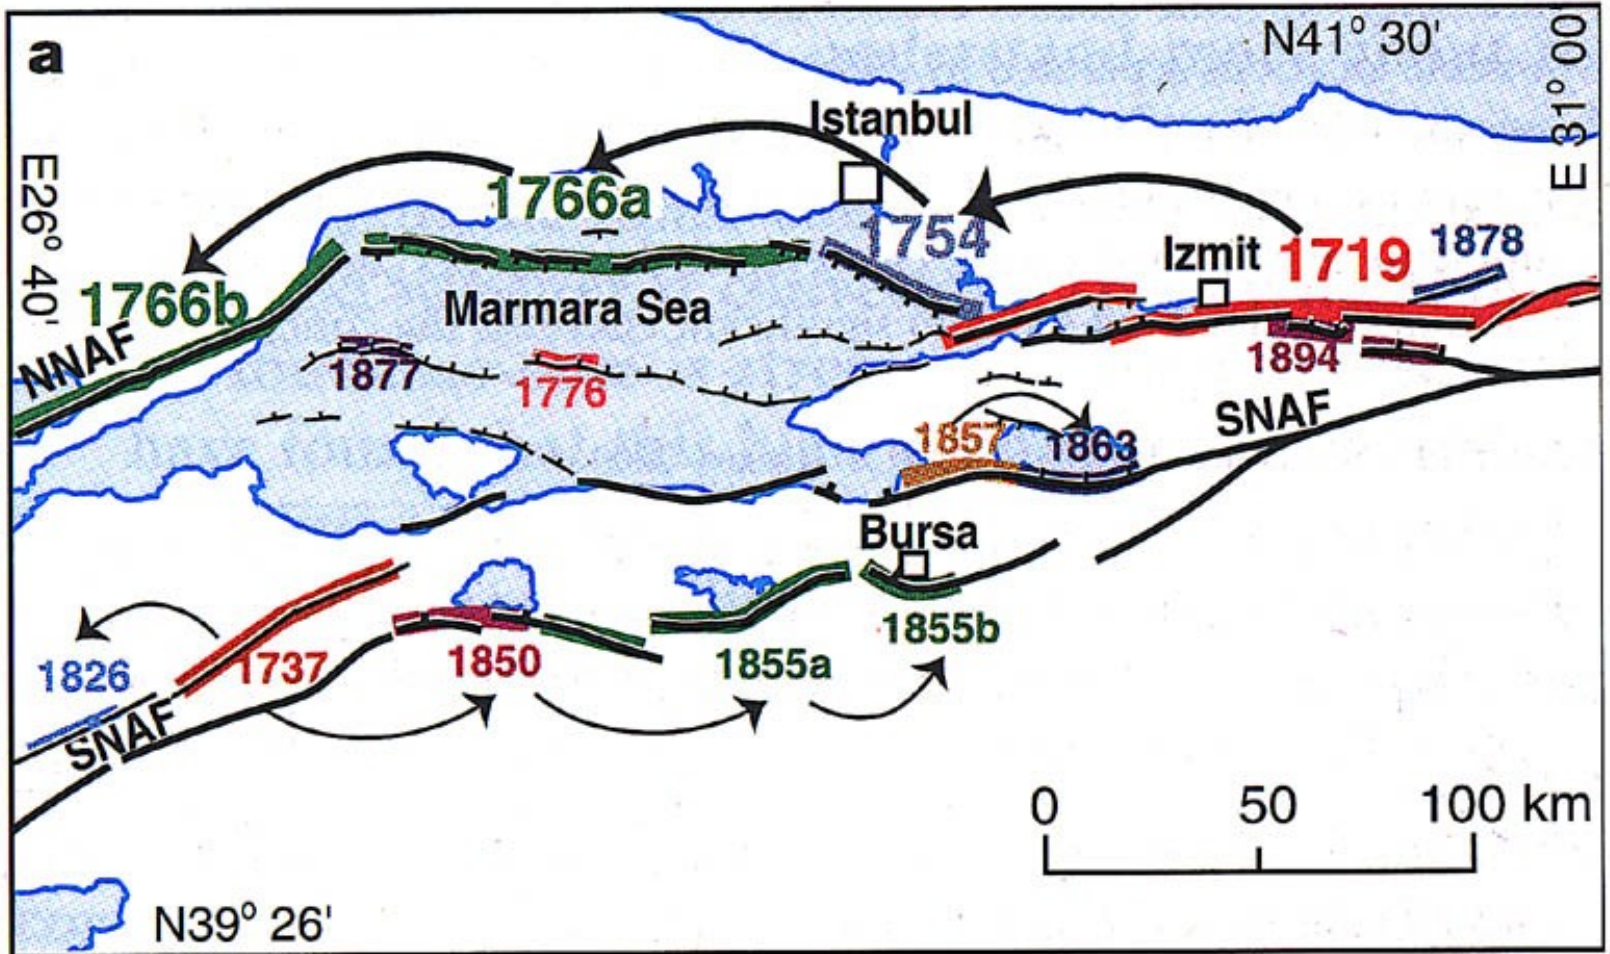 a
N41° 30'
E 31° 00'
E26° 40'
Istanbul
1766a
1754
Izmit
1719
1878
1766b
Marmara Sea
NNAF
1877
1776
1894
SNAF
1857
1863
Bursa
1826
1737
1850
1855a
1855b
SNAF
0 50 100 km
N39° 26'